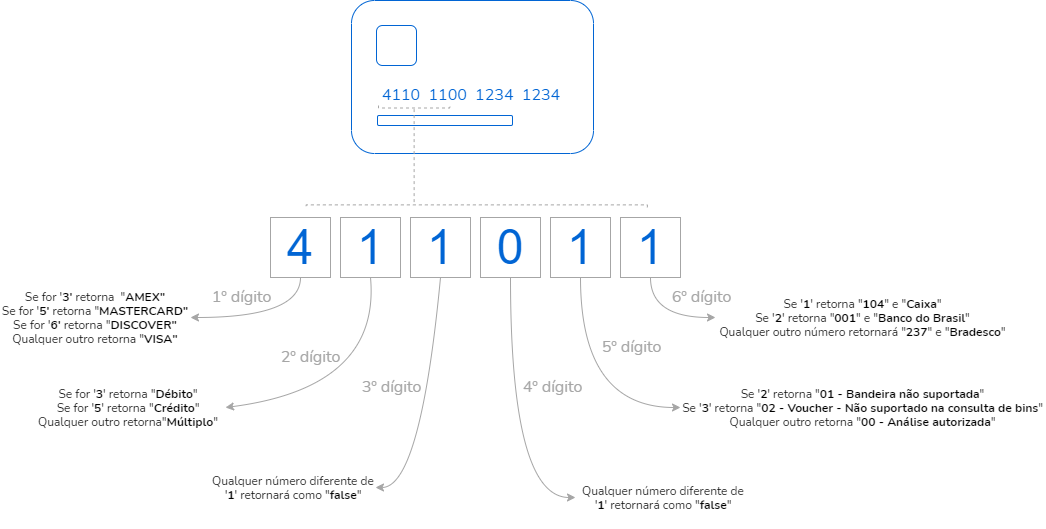 4110 1100 1234 1234
4 1 1 0 1 1
1º dígito
Se for '3' retorna "AMEX"
Se for '5' retorna "MASTERCARD"
Se for '6' retorna "DISCOVER"
Qualquer outro retorna "VISA"
2º dígito
Se for '3' retorna "Débito"
Se for '5' retorna "Crédito"
Qualquer outro retorna"Múltiplo"
3º dígito
Qualquer número diferente de
'1' retornará como "false"
4º dígito
Qualquer número diferente de
'1' retornará como "false"
5º dígito
Se '2' retorna "01 - Bandeira não suportada"
Se '3' retorna "02 - Voucher - Não suportado na consulta de bins"
Qualquer outro retorna "00 - Análise autorizada"
6º dígito
Se '1' retorna "104" e "Caixa"
Se '2' retorna "001" e "Banco do Brasil"
Qualquer outro número retornará "237" e "Bradesco"